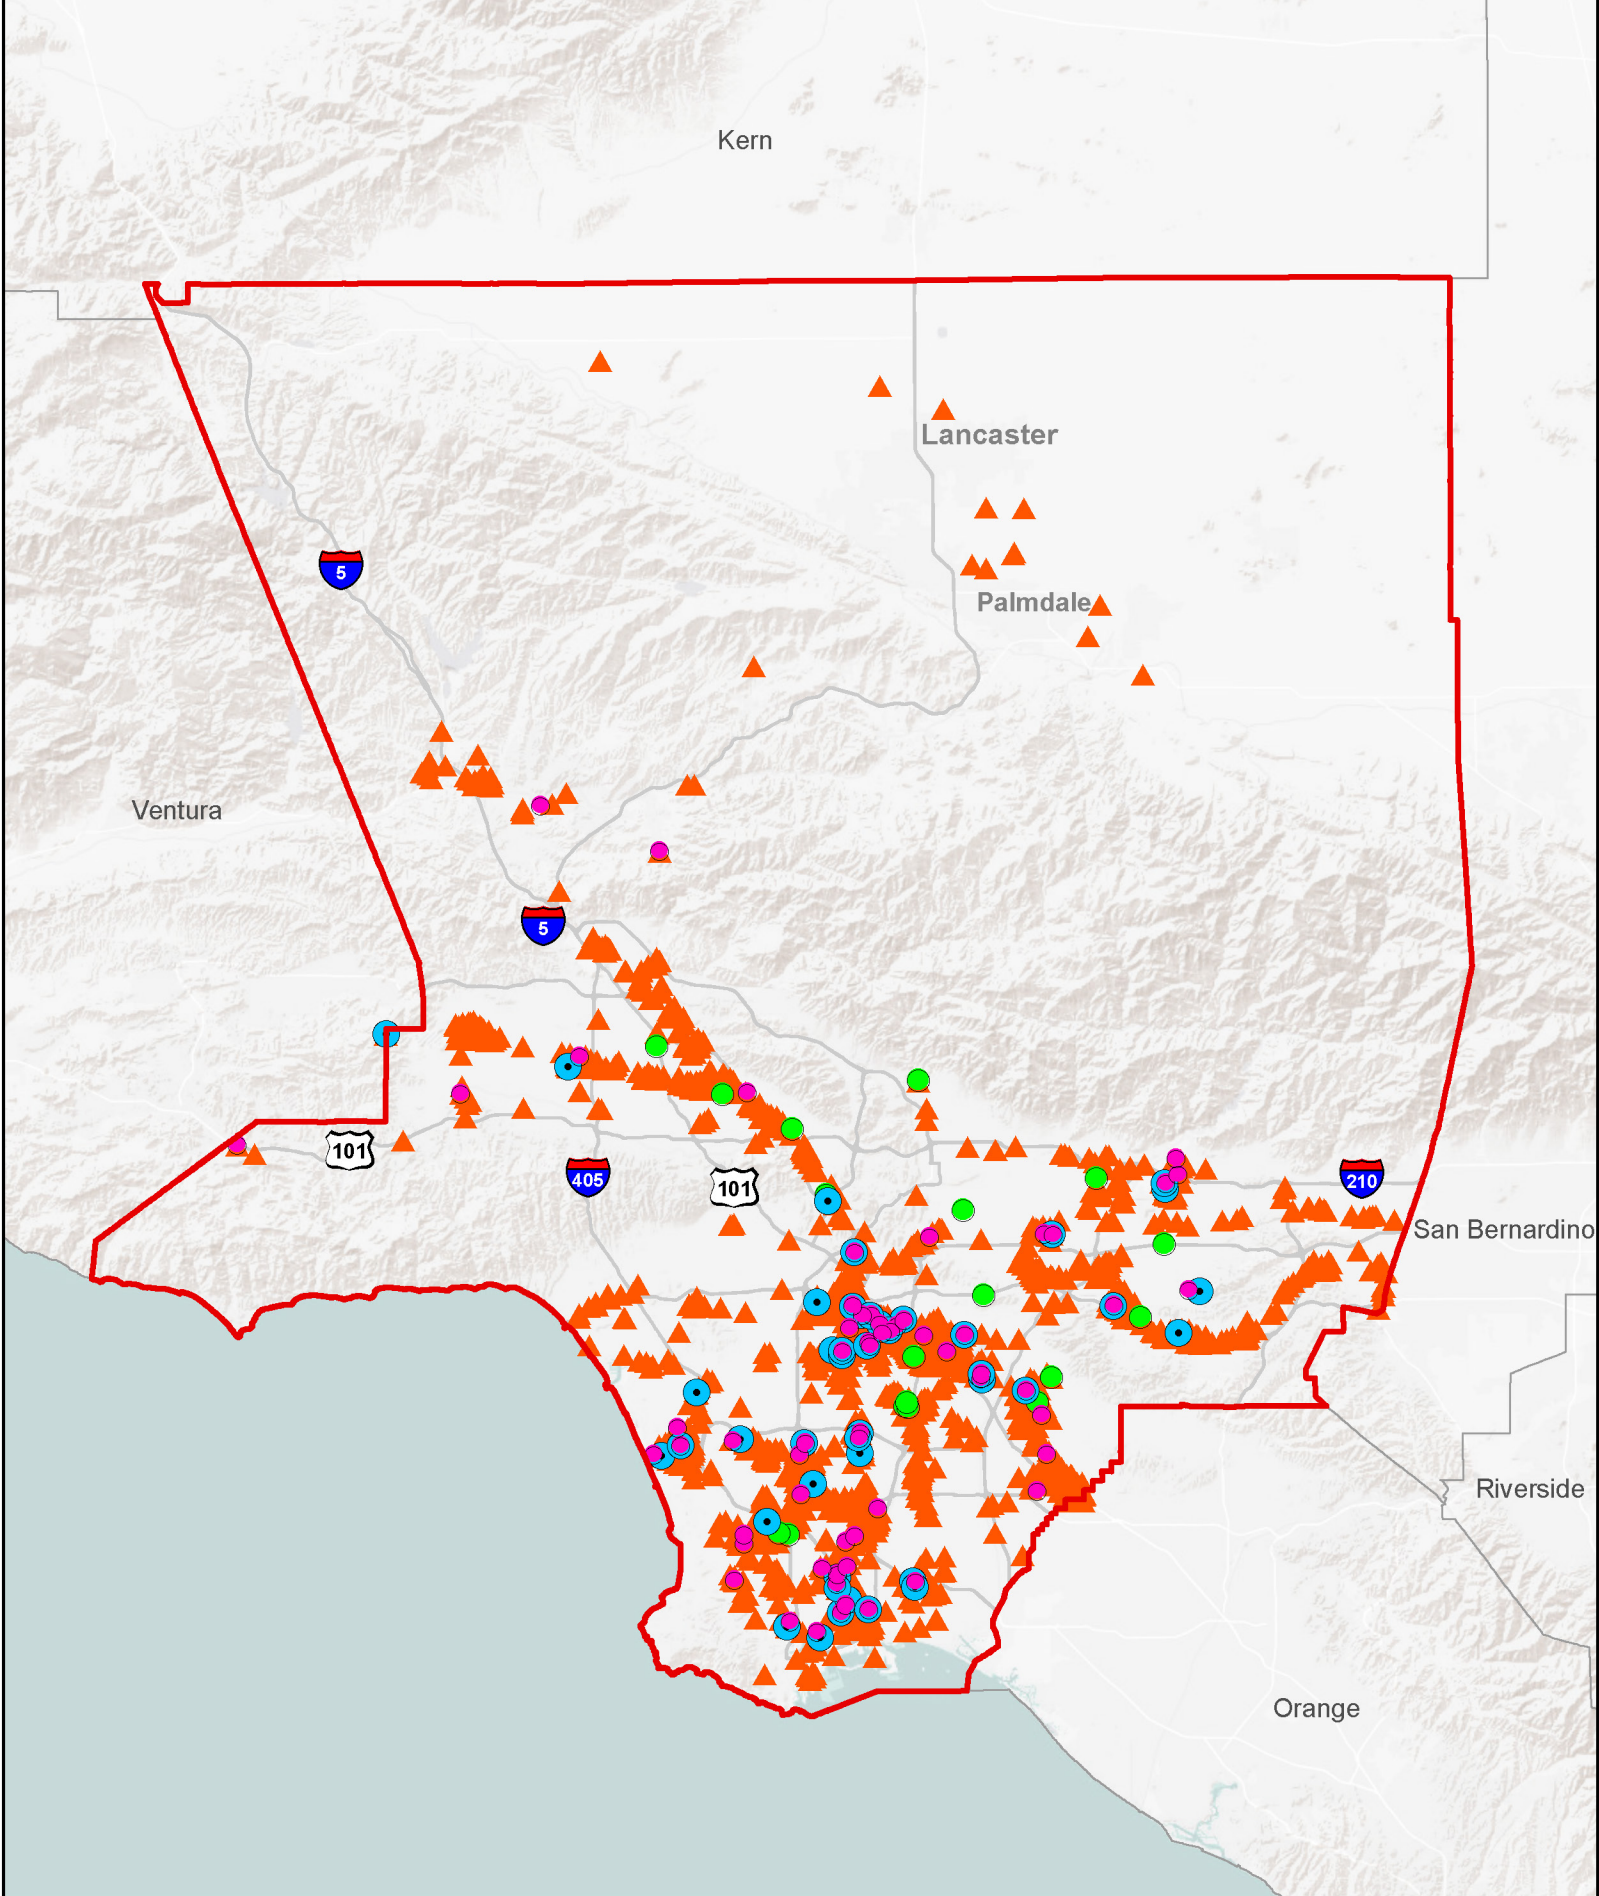 Kern
Lancaster
5
Palmdale
Ventura
5
101
405
101
210
San Bernardino
Riverside
Orange